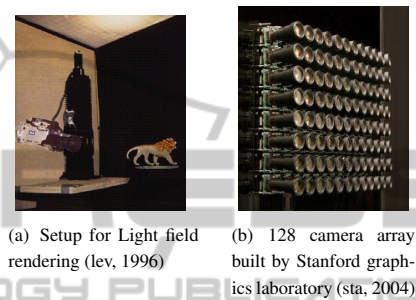 (a) Setup for Light field
rendering (lev, 1996)
(b) 128 camera array
built by Stanford graph-
ics laboratory (sta, 2004)